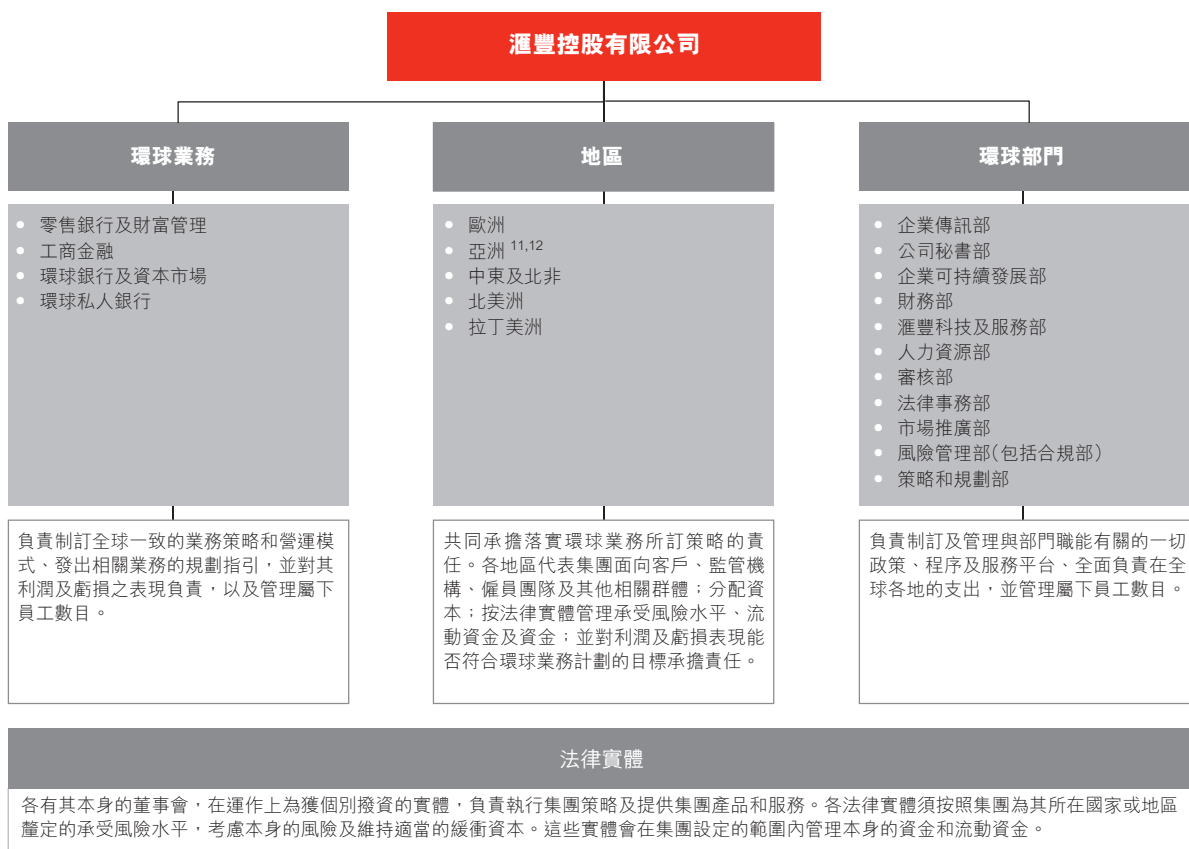 滙豐控股有限公司
環球業務
零售銀行及財富管理
工商金融
環球銀行及資本市場
環球私人銀行
負責制訂全球一致的業務策略和營運模
式、發出相關業務的規劃指引，並對其
利潤及虧損之表現負責，以及管理屬下
員工數目。
地區
歐洲
亞洲 11,12
中東及北非
北美洲
拉丁美洲
共同承擔落實環球業務所訂策略的責
任。各地區代表集團面向客戶、監管機
構、僱員團隊及其他相關群體；分配資
本；按法律實體管理承受風險水平、流
動資金及資金；並對利潤及虧損表現能
否符合環球業務計劃的目標承擔責任。
環球部門
企業傳訊部
公司秘書部
企業可持續發展部
財務部
滙豐科技及服務部
人力資源部
審核部
法律事務部
市場推廣部
風險管理部（包括合規部）
策略和規劃部
負責制訂及管理與部門職能有關的一切
政策、程序及服務平台、全面負責在全
球各地的支出，並管理屬下員工數目。
法律實體
各有其本身的董事會，在運作上為獲個別撥資的實體，負責執行集團策略及提供集團產品和服務。各法律實體須按照集團為其所在國家或地區
釐定的承受風險水平，考慮本身的風險及維持適當的緩衝資本。這些實體會在集團設定的範圍內管理本身的資金和流動資金。